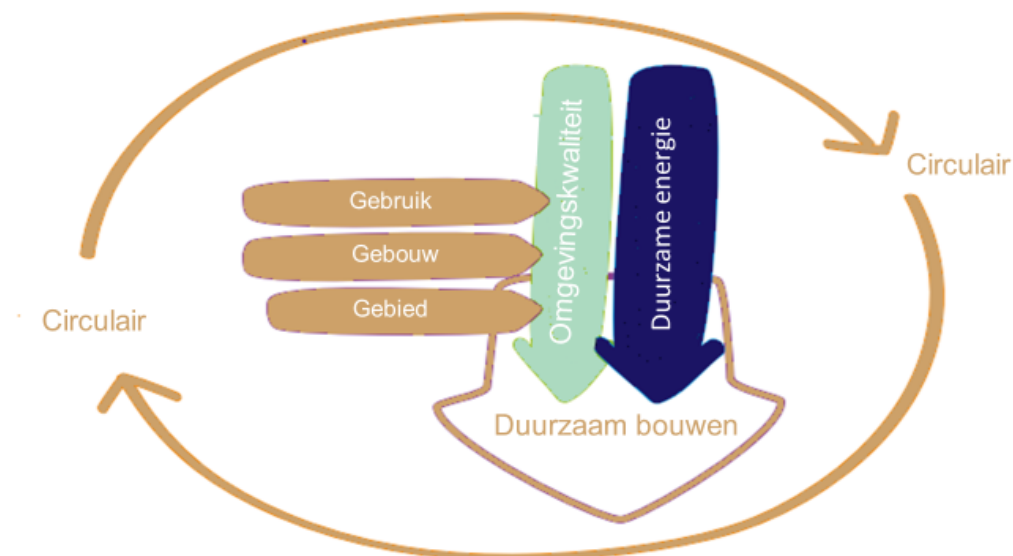 Omgevingskwaliteit
Duurzame energie
Circulair
Gebruik
Gebouw
Gebied
Circulair
Duurzaam bouwen